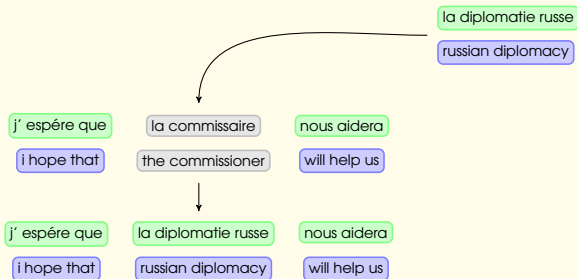 la diplomatie russe
russian diplomacy
j' espére que la commissaire nous aidera
i hope that the commissioner will help us
j' espére que la diplomatie russe nous aidera
i hope that russian diplomacy will help us